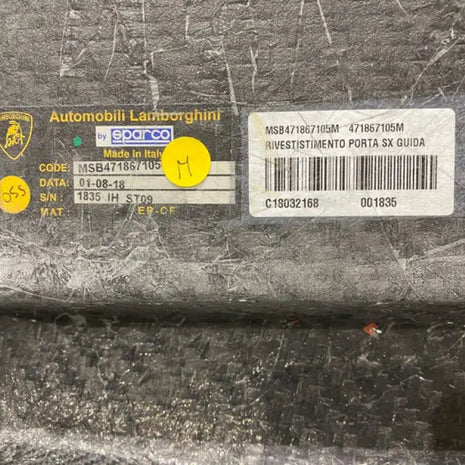 Automobili Lamborghini
by sparco
Made in Italy
CODE: MSB471867105
M
DATA: 01-08-18
S/N : 1835 IH ST09
MAT EP-CF
MSB471867105M 471867105M
RIVESTISTIMENTO PORTA SX GUIDA
C18032168 001835